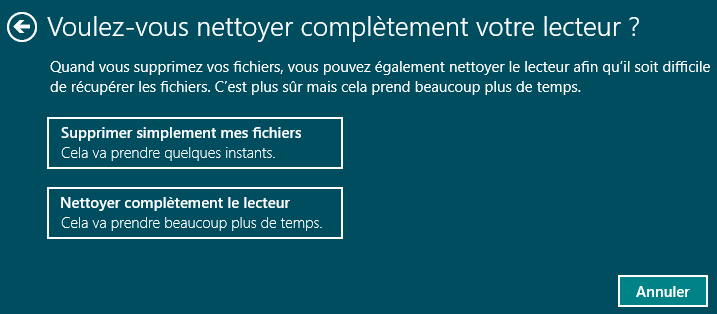 Voulez-vous nettoyer complètement votre lecteur ?
Quand vous supprimez vos fichiers, vous pouvez également nettoyer le lecteur afin qu'il soit difficile
de récupérer les fichiers. C'est plus sûr mais cela prend beaucoup plus de temps.
Supprimer simplement mes fichiers
Cela va prendre quelques instants.
Nettoyer complètement le lecteur
Cela va prendre beaucoup plus de temps.
Annuler